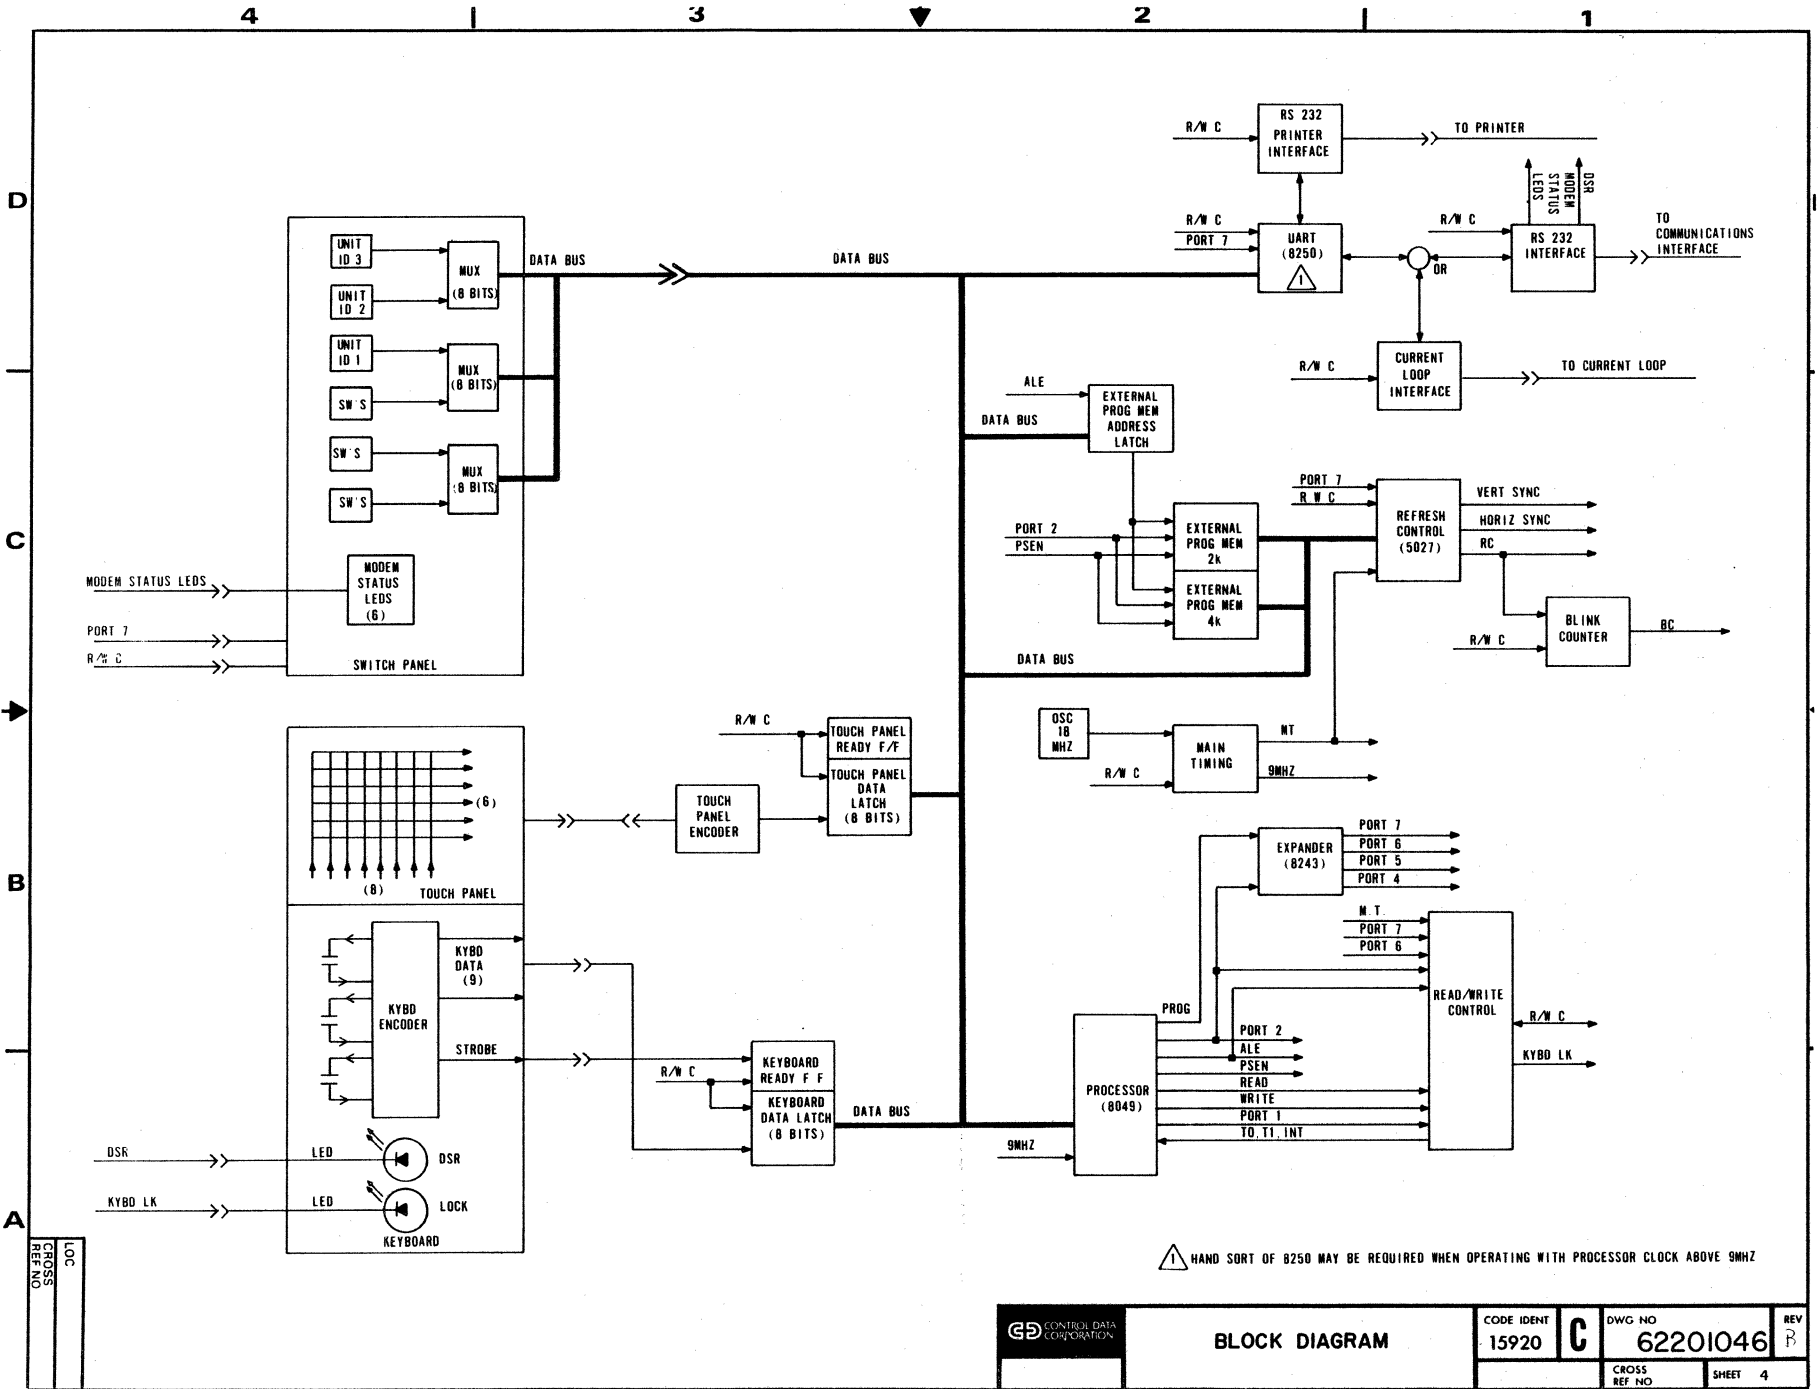 4
3
2
1
D
C
B
A
UNIT
ID 3
UNIT
ID 2
UNIT
ID 1
SW'S
SW'S
SW'S
MUX
(8 BITS)
MUX
(8 BITS)
MUX
(8 BITS)
DATA BUS
DATA BUS
MODEM
STATUS
LEDS
(6)
MODEM STATUS LEDS
PORT 7
R/W C
SWITCH PANEL
R/W C
RS 232
PRINTER
INTERFACE
TO PRINTER
R/W C
PORT 7
UART
(8250)
1
OR
R/W C
DSR
MODEM
STATUS
LEDS
RS 232
INTERFACE
TO
COMMUNICATIONS
INTERFACE
R/W C
CURRENT
LOOP
INTERFACE
TO CURRENT LOOP
ALE
DATA BUS
EXTERNAL
PROG MEM
ADDRESS
LATCH
PORT 2
PSEN
EXTERNAL
PROG MEM
2k
EXTERNAL
PROG MEM
4k
DATA BUS
PORT 7
R W C
REFRESH
CONTROL
(5027)
VERT SYNC
HORIZ SYNC
RC
R/W C
BLINK
COUNTER
BC
OSC
18
MHZ
R/W C
MAIN
TIMING
MT
9MHZ
(6)
(8)
TOUCH PANEL
TOUCH
PANEL
ENCODER
R/W C
TOUCH PANEL
READY F/F
TOUCH PANEL
DATA
LATCH
(8 BITS)
EXPANDER
(8243)
PORT 7
PORT 6
PORT 5
PORT 4
M.T.
PORT 7
PORT 6
READ/WRITE
CONTROL
R/W C
KYBD LK
PROG
PORT 2
ALE
PSEN
READ
WRITE
PORT 1
TO, T1, INT
PROCESSOR
(8049)
9MHZ
KYBD
ENCODER
KYBD
DATA
(9)
STROBE
R/W C
KEYBOARD
READY F F
KEYBOARD
DATA LATCH
(8 BITS)
DATA BUS
DSR
LED
DSR
KYBD LK
LED
LOCK
KEYBOARD
LOC
CROSS
REF NO
1 HAND SORT OF 8250 MAY BE REQUIRED WHEN OPERATING WITH PROCESSOR CLOCK ABOVE 9MHZ
CONTROL DATA
CORPORATION
BLOCK DIAGRAM
CODE IDENT
15920
C
DWG NO
62201046
REV
B
CROSS
REF NO
SHEET 4